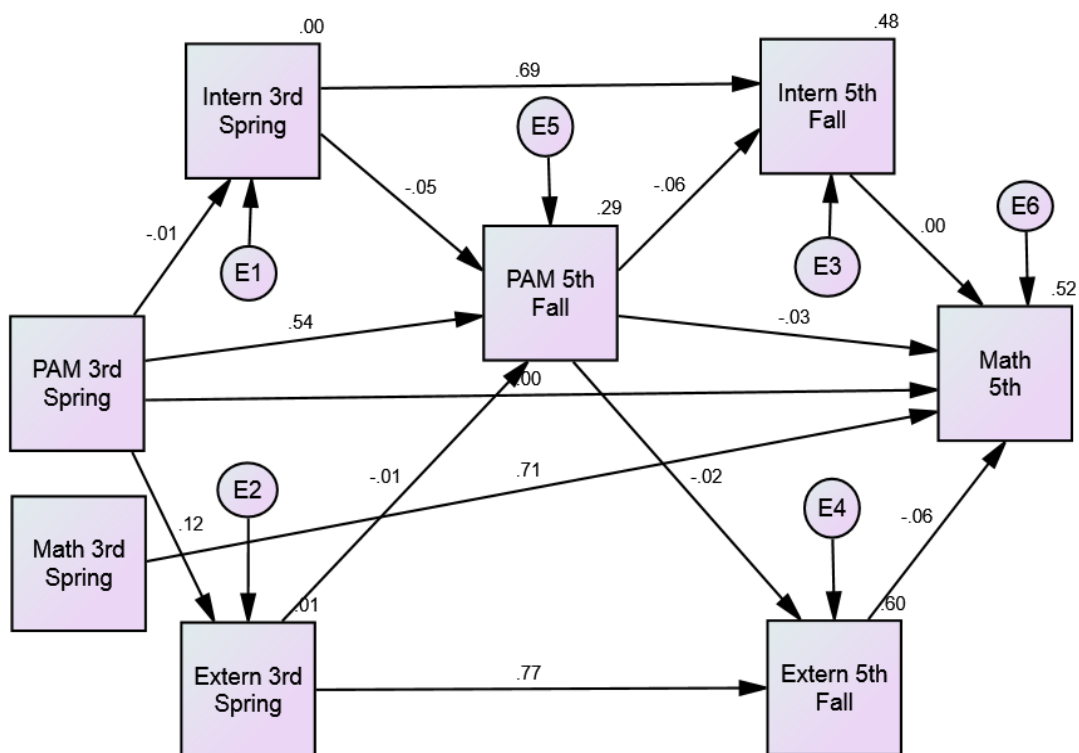 .00
.48
.69
Intern 3rd
Spring
Intern 5th
Fall
E5
-.05
-.06
.29
E6
-.01
E1
E3
.00
PAM 5th
Fall
.52
.54
-.03
PAM 3rd
Spring
.00
Math
5th
E2
-.01
.71
-.02
E4
-.06
.12
Math 3rd
Spring
.01
.60
Extern 3rd
Spring
.77
Extern 5th
Fall